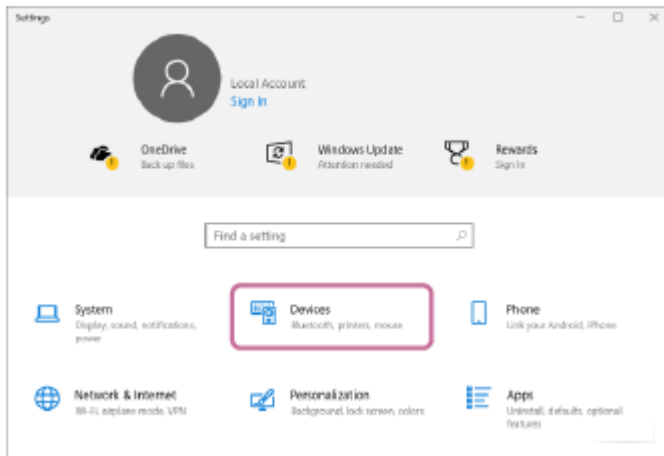 Settings
Local Account
Sign In
OneDrive
Back up files
Windows Update
Attention needed
Rewards
Sign In
Find a setting
System
Display, sound, notifications,
power
Devices
Bluetooth, printers, mouse
Phone
Link your Android, iPhone
Network & Internet
Wi-Fi, airplane mode, VPN
Personalization
Background, lock screen, colors
Apps
Uninstall, defaults, optional
features